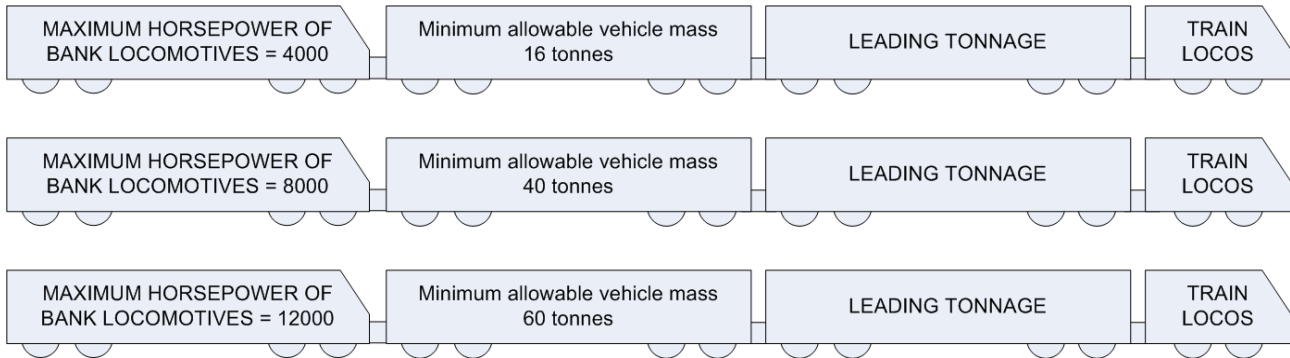 MAXIMUM HORSEPOWER OF
BANK LOCOMOTIVES = 4000
Minimum allowable vehicle mass
16 tonnes
LEADING TONNAGE
TRAIN
LOCOS
MAXIMUM HORSEPOWER OF
BANK LOCOMOTIVES = 8000
Minimum allowable vehicle mass
40 tonnes
LEADING TONNAGE
TRAIN
LOCOS
MAXIMUM HORSEPOWER OF
BANK LOCOMOTIVES = 12000
Minimum allowable vehicle mass
60 tonnes
LEADING TONNAGE
TRAIN
LOCOS